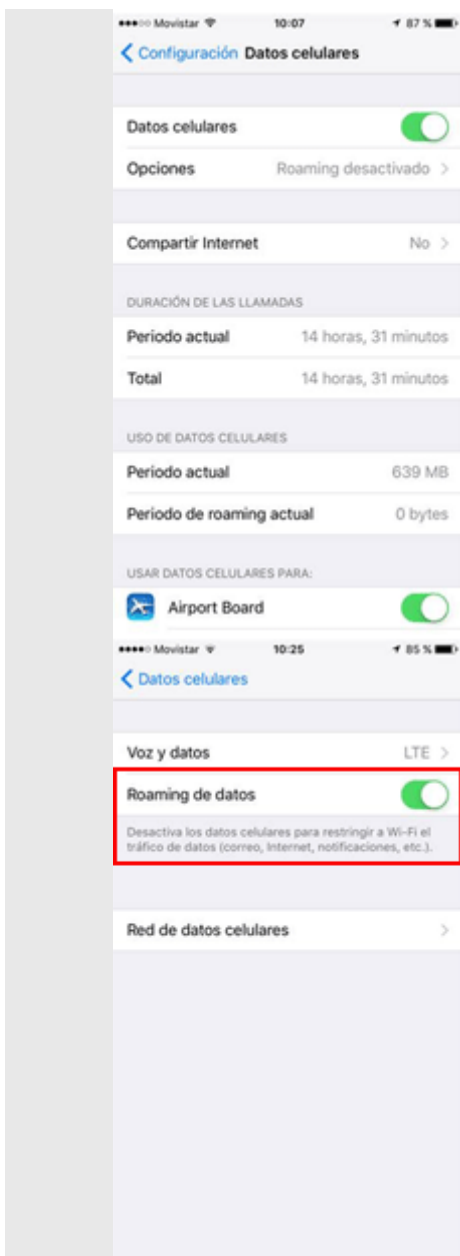 Movistar 10:07 87 %
Configuración Datos celulares
Datos celulares
Opciones Roaming desactivado
Compartir Internet No
DURACIÓN DE LAS LLAMADAS
Periodo actual 14 horas, 31 minutos
Total 14 horas, 31 minutos
USO DE DATOS CELULARES
Periodo actual 639 MB
Periodo de roaming actual 0 bytes
USAR DATOS CELULARES PARA:
Airport Board
Movistar 10:25 85 %
Datos celulares
Voz y datos LTE
Roaming de datos
Desactiva los datos celulares para restringir a Wi-Fi el
tráfico de datos (correo, Internet, notificaciones, etc.).
Red de datos celulares